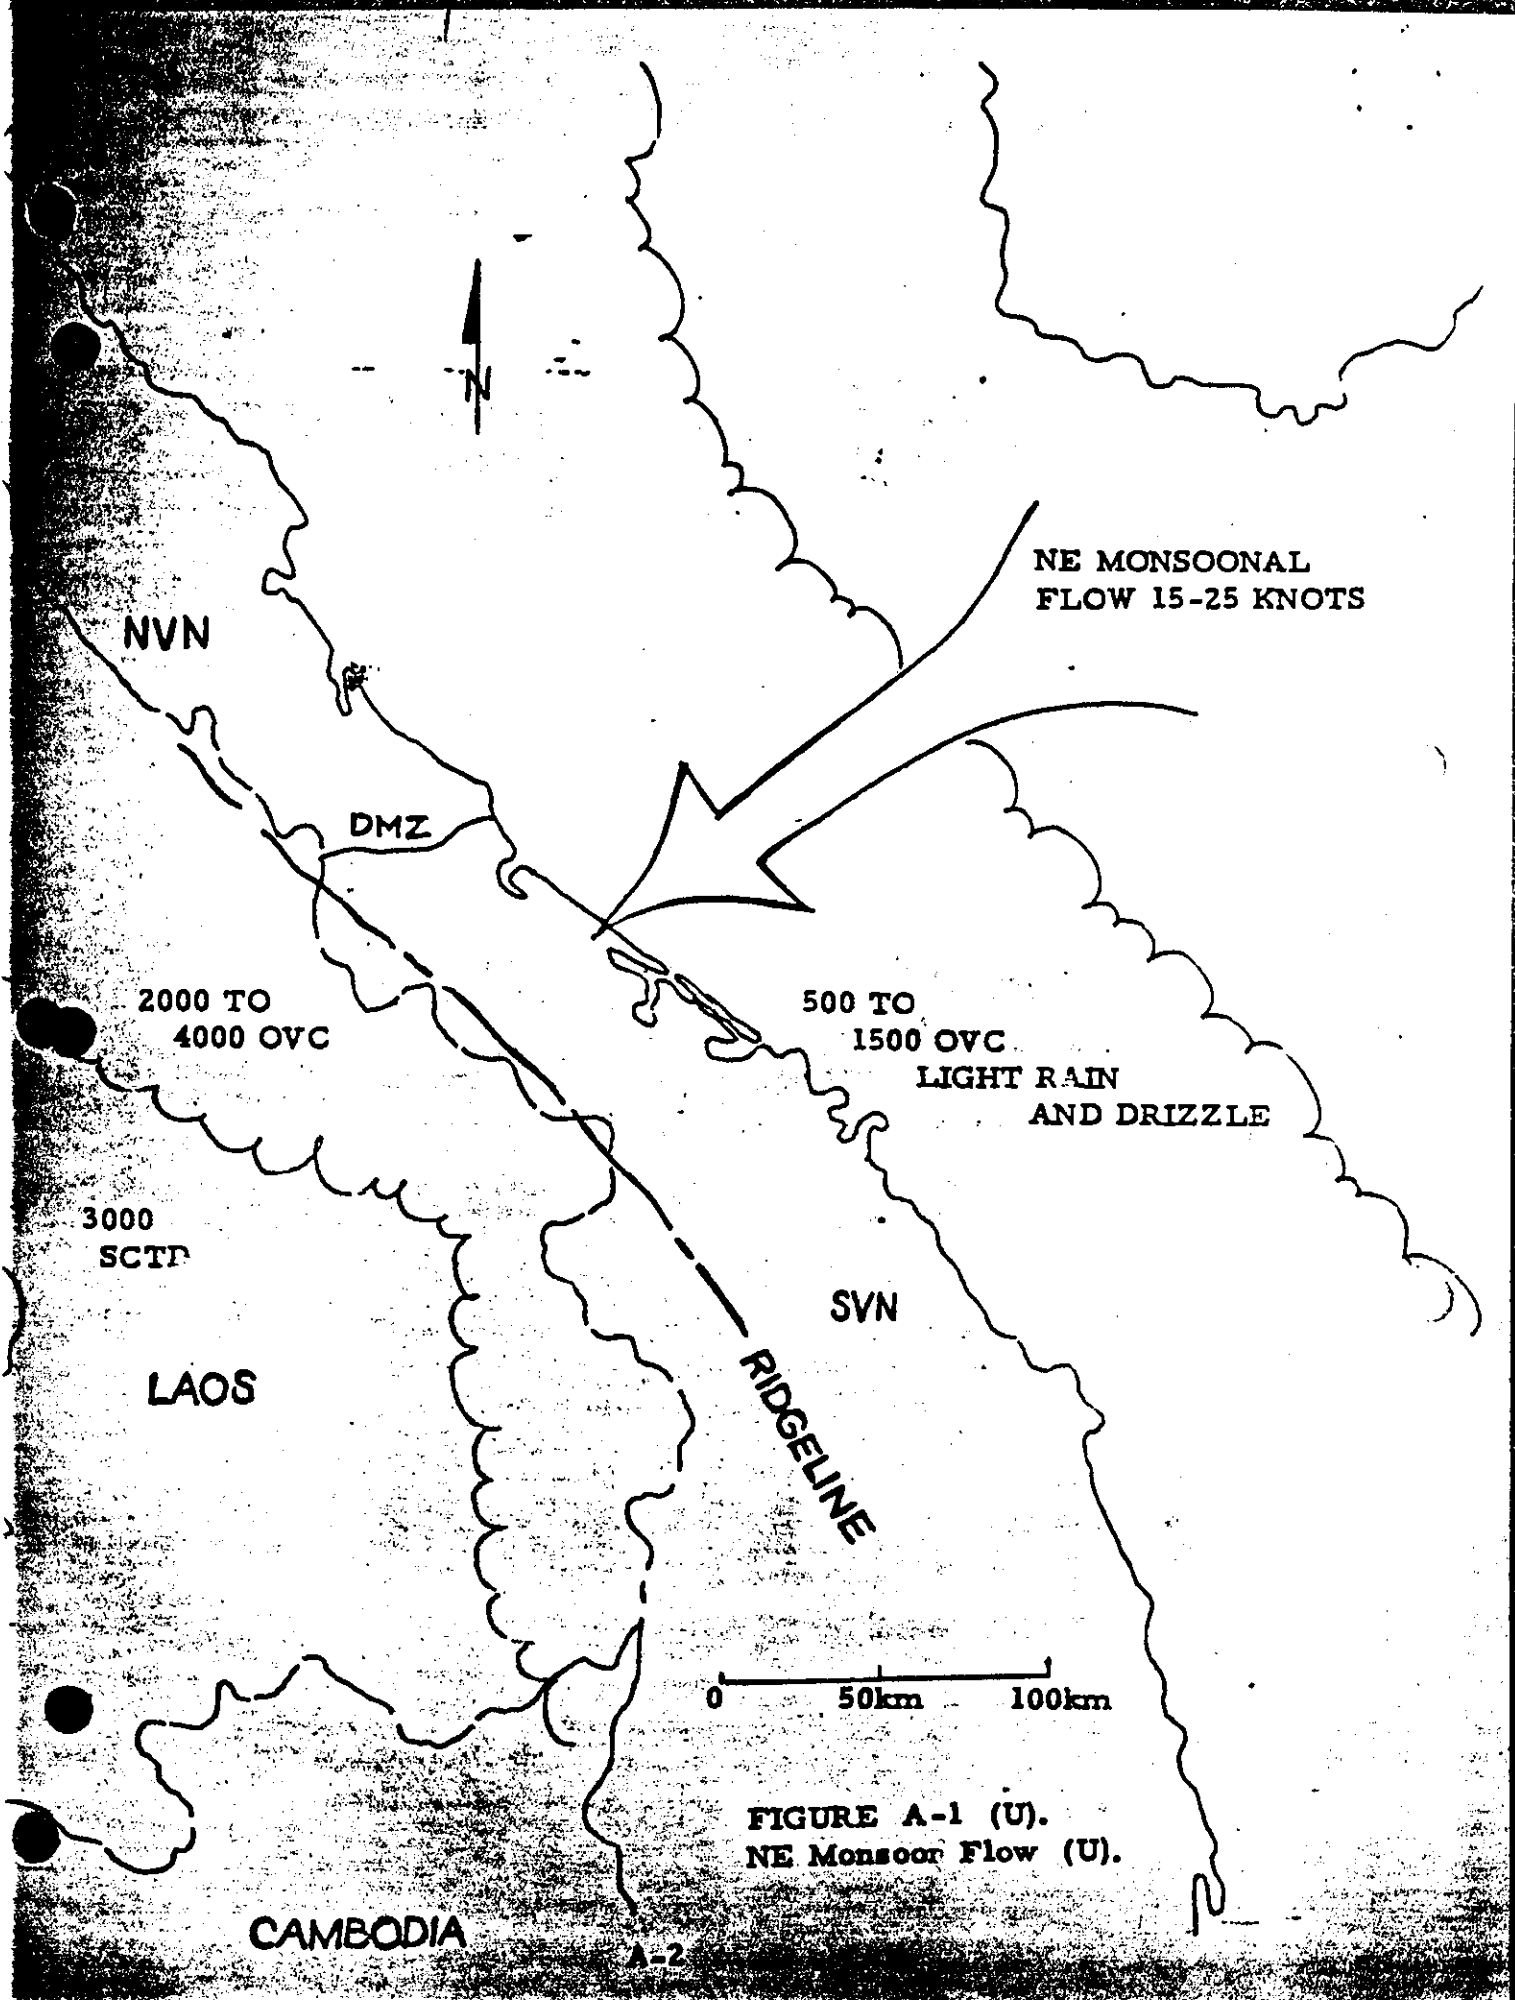 N
NE MONSOONAL
FLOW 15-25 KNOTS
NVN
DMZ
2000 TO
4000 OVC
500 TO
1500 OVC
LIGHT RAIN
AND DRIZZLE
3000
SCTD
SVN
LAOS
RIDGELINE
0 50km 100km
FIGURE A-1 (U).
NE Monsoon Flow (U).
CAMBODIA
A-2